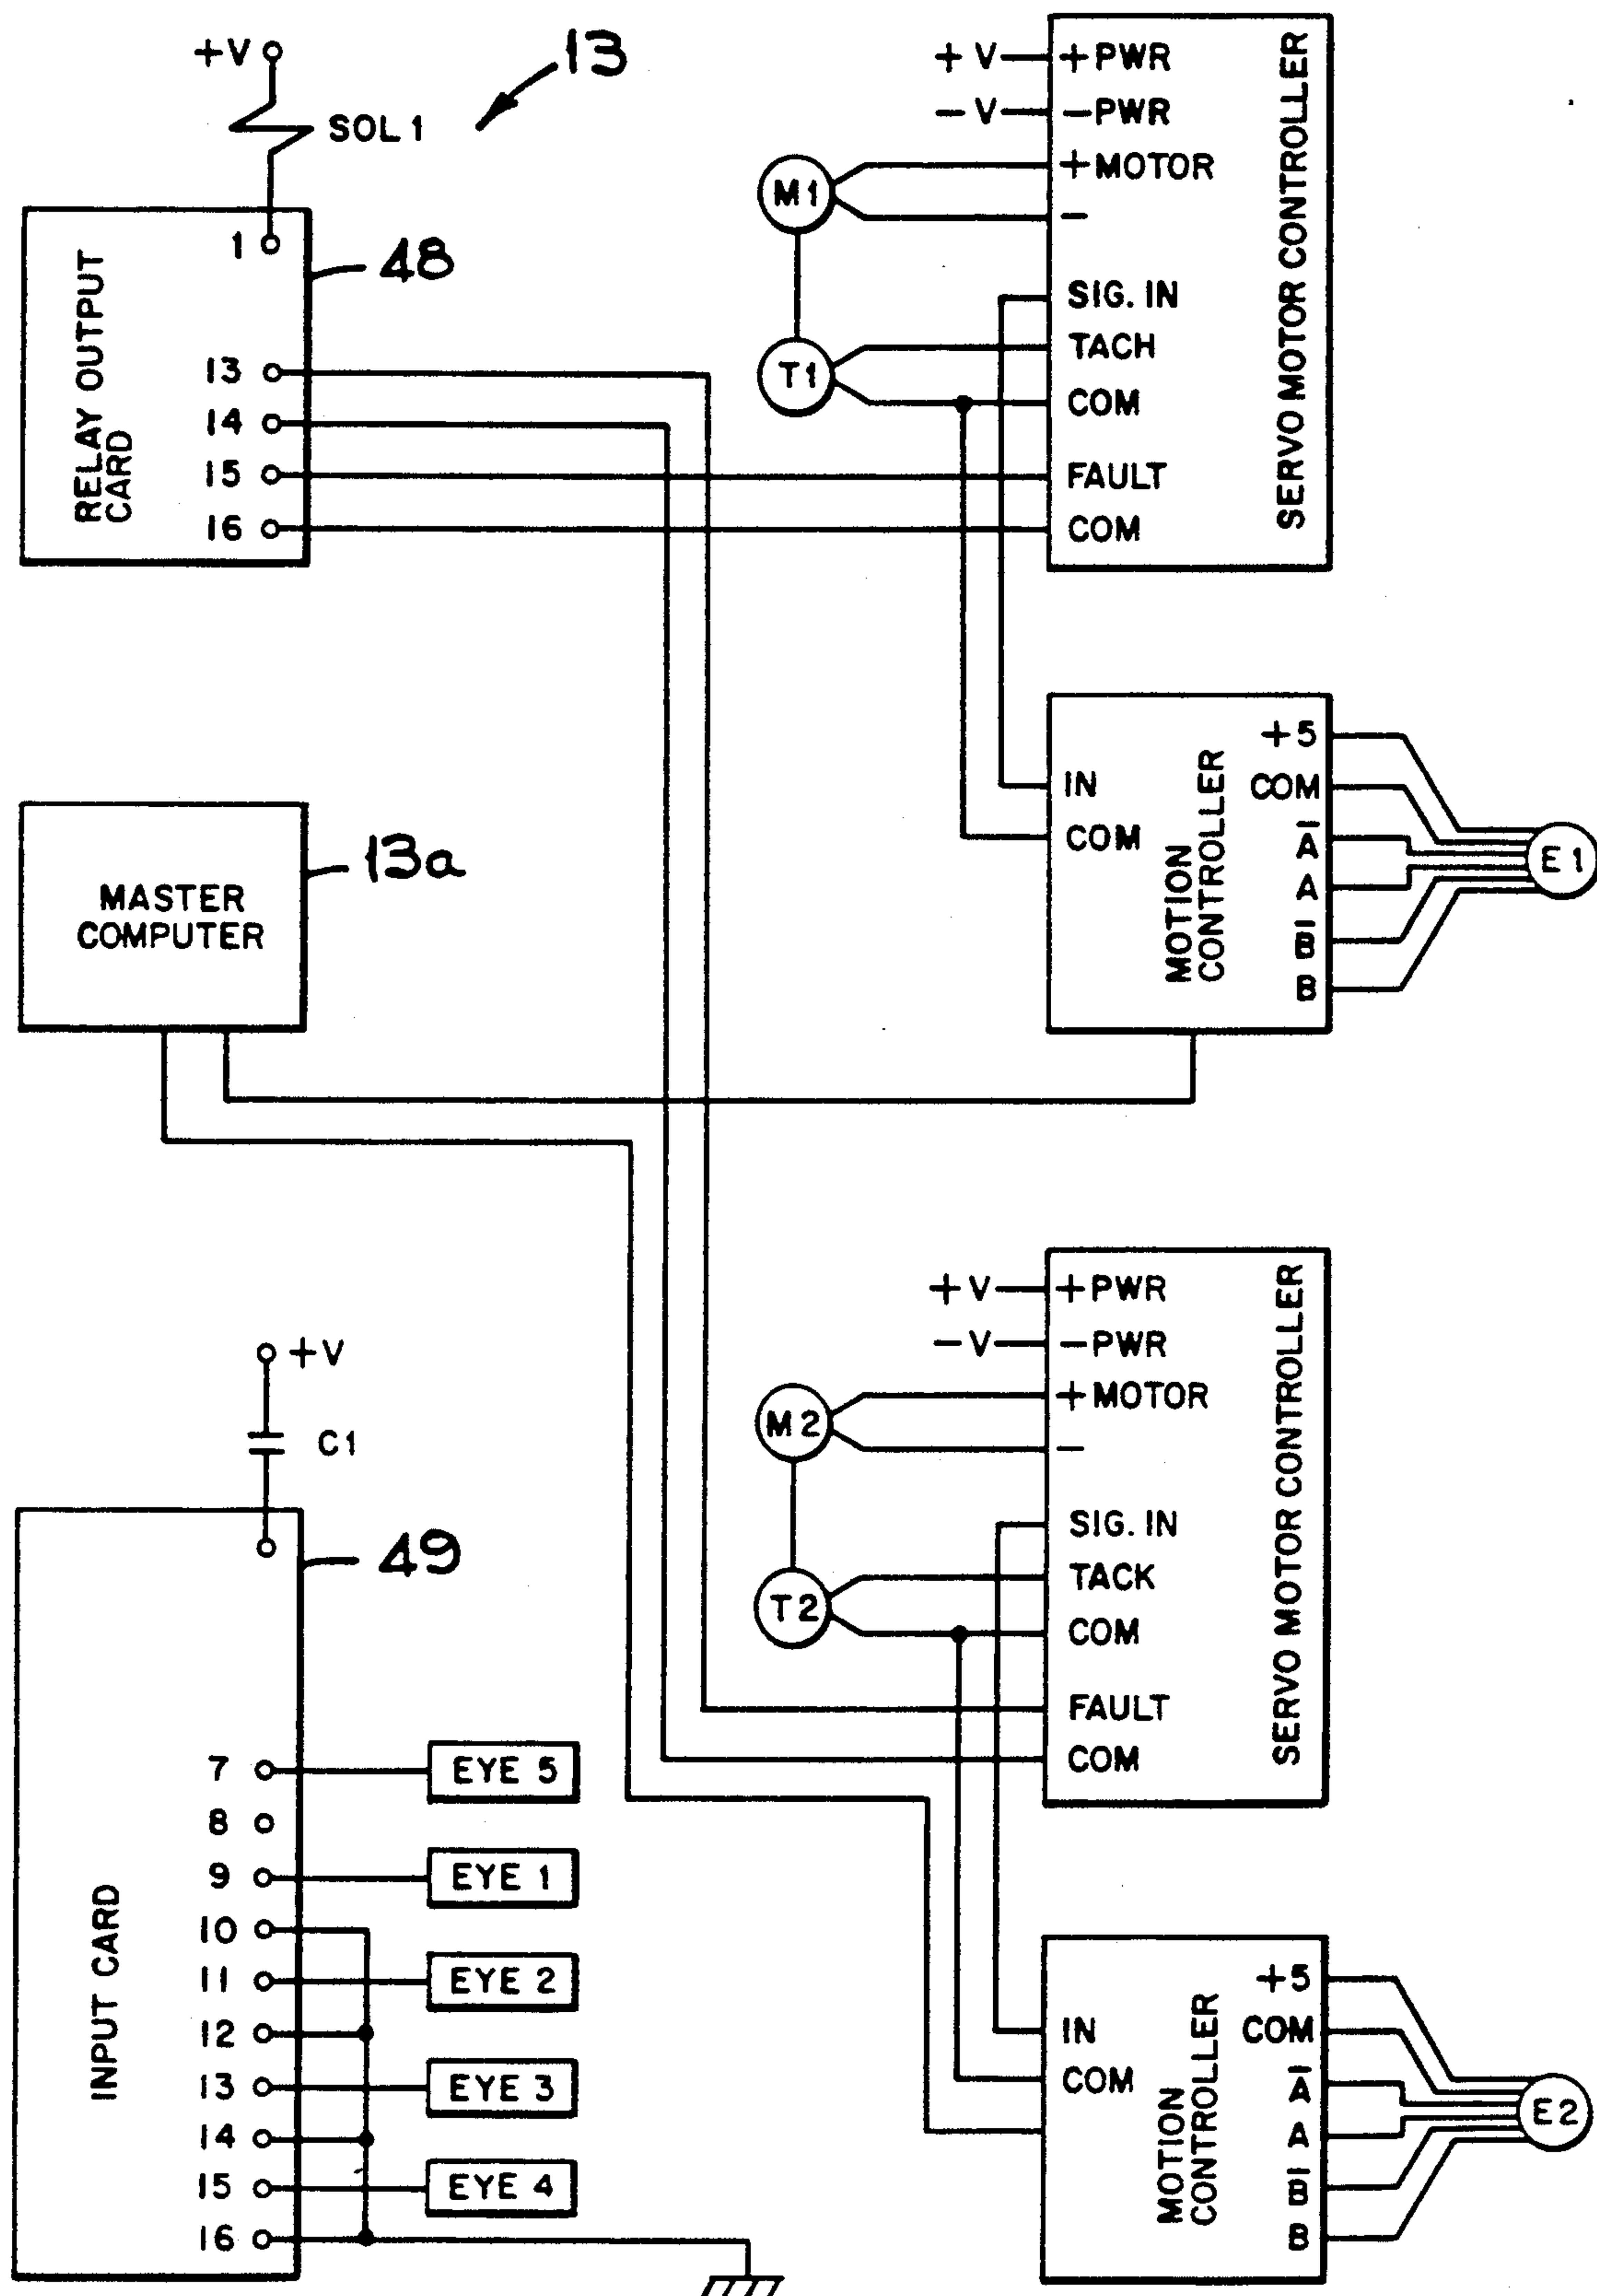 +V
SOL 1
13
1
48
RELAY OUTPUT
CARD
13
14
15
16
+ V
+ PWR
− V
− PWR
M1
+ MOTOR
−
SIG. IN
T1
TACH
COM
FAULT
COM
SERVO MOTOR CONTROLLER
MASTER
COMPUTER
13a
IN
COM
MOTION
CONTROLLER
+5
COM
A̅
A
B̅
B
E1
+V
C1
49
INPUT CARD
7
EYE 5
8
9
EYE 1
10
11
EYE 2
12
13
EYE 3
14
15
EYE 4
16
+ V
+ PWR
− V
− PWR
M2
+ MOTOR
−
SIG. IN
T2
TACK
COM
FAULT
COM
SERVO MOTOR CONTROLLER
IN
COM
MOTION
CONTROLLER
+5
COM
A̅
A
B̅
B
E2